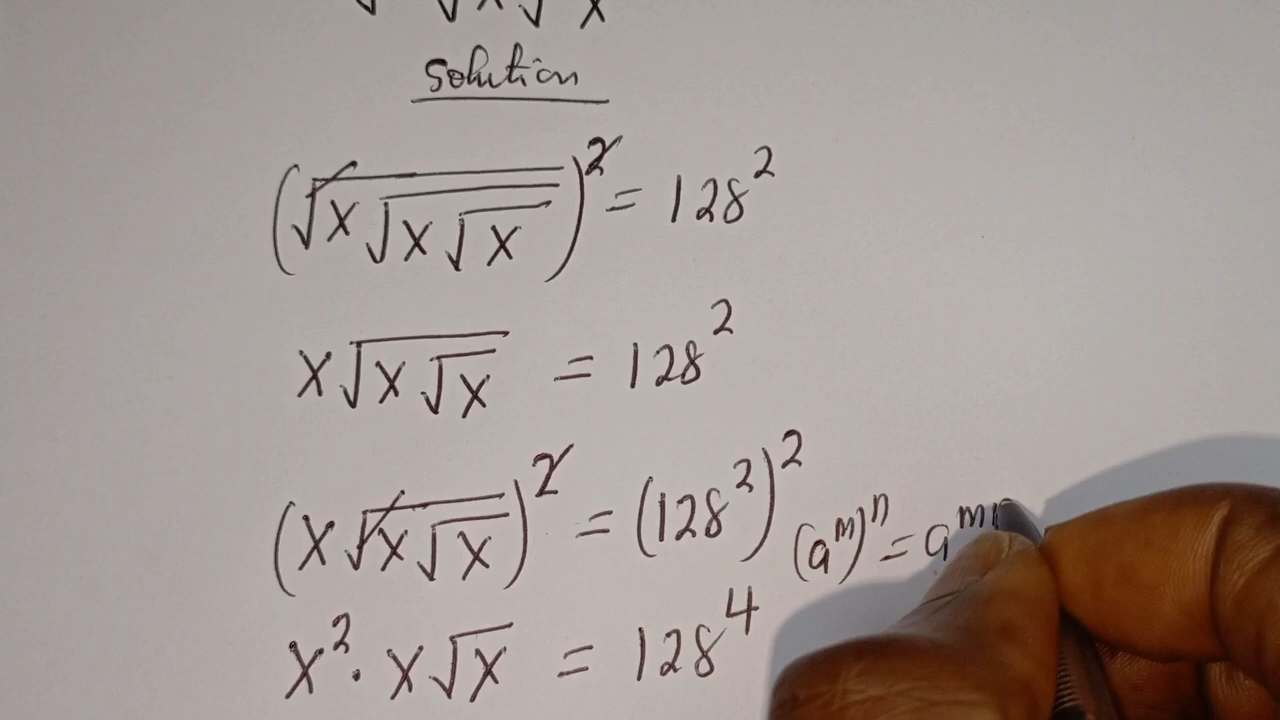 √x√x
solution
(√x√x√x)² = 128²
x√x√x = 128²
(x√x√x)² = (128²)² (aᵐ)ⁿ = aᵐ
x² · x√x = 128⁴